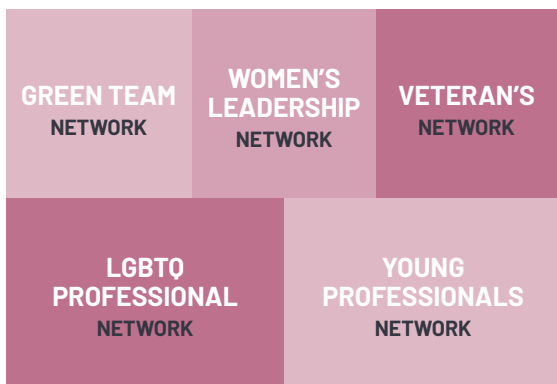 GREEN TEAM
NETWORK
WOMEN'S
LEADERSHIP
NETWORK
VETERAN'S
NETWORK
LGBTQ
PROFESSIONAL
NETWORK
YOUNG
PROFESSIONALS
NETWORK